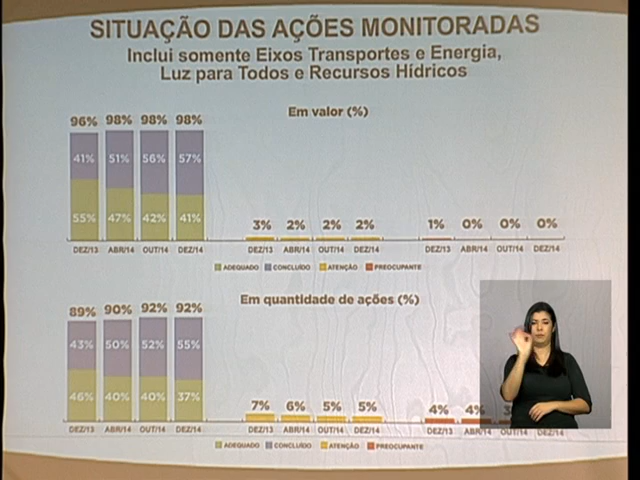 SITUAÇÃO DAS AÇÕES MONITORADAS
Inclui somente Eixos Transportes e Energia,
Luz para Todos e Recursos Hídricos
Em valor (%)
96% 98% 98% 98%
41% 51% 56% 57%
55% 47% 42% 41%
3% 2% 2% 2%
1% 0% 0% 0%
DEZ/13 ABR/14 OUT/14 DEZ/14 DEZ/13 ABR/14 OUT/14 DEZ/14 DEZ/13 ABR/14 OUT/14 DEZ/14
ADEQUADO CONCLUÍDO ATENÇÃO PREOCUPANTE
Em quantidade de ações (%)
89% 90% 92% 92%
43% 50% 52% 55%
46% 40% 40% 37%
7% 6% 5% 5%
4% 4%
DEZ/13 ABR/14 OUT/14 DEZ/14 DEZ/13 ABR/14 OUT/14 DEZ/14 DEZ/13 ABR/14 OUT/14 DEZ/14
ADEQUADO CONCLUÍDO ATENÇÃO PREOCUPANTE